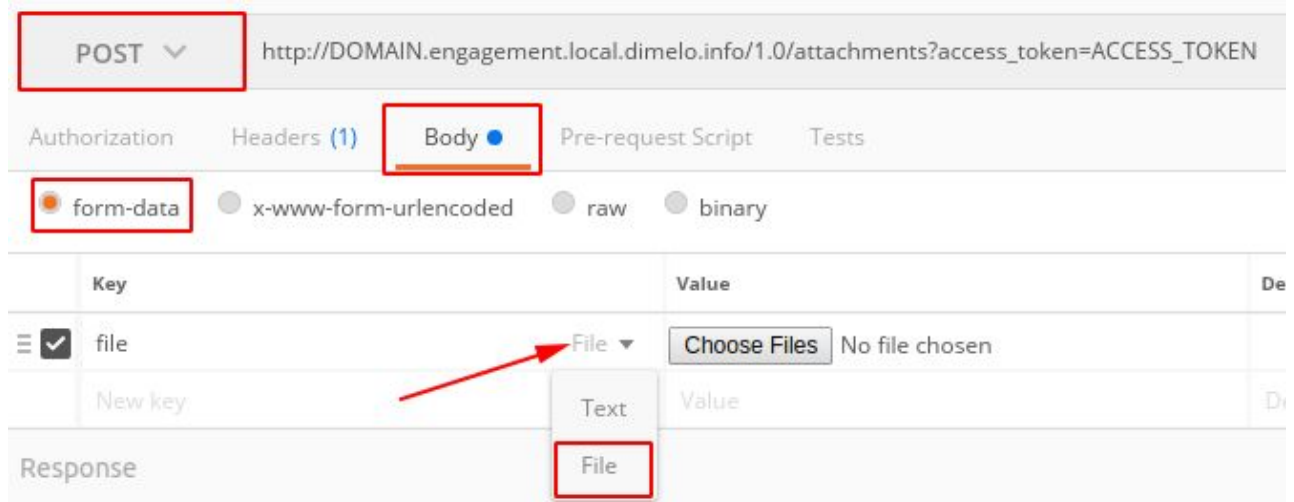 POST http://DOMAIN.engagement.local.dimelo.info/1.0/attachments?access_token=ACCESS_TOKEN
Authorization Headers (1) Body Pre-request Script Tests
form-data x-www-form-urlencoded raw binary
Key Value De
file File Choose Files No file chosen
New key Text Value De
Response File